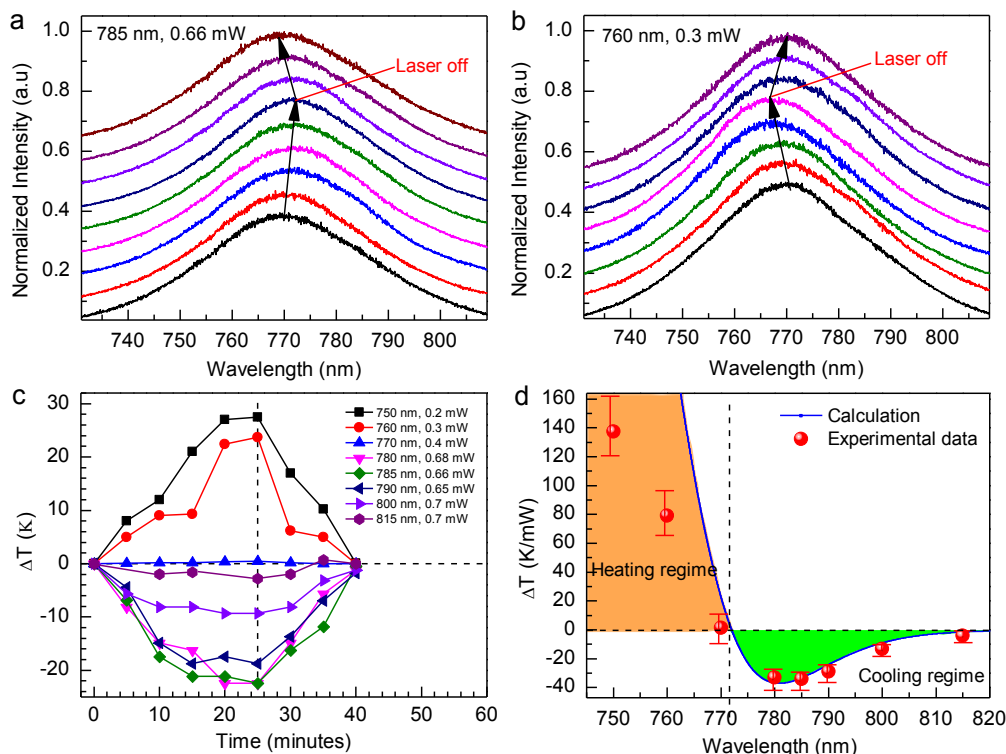 a
785 nm, 0.66 mW
Laser off
1.0
0.8
0.6
0.4
0.2
Normalized Intensity (a.u)
740 750 760 770 780 790 800
Wavelength (nm)
b
760 nm, 0.3 mW
Laser off
1.0
0.8
0.6
0.4
0.2
Normalized Intensity (a.u)
740 750 760 770 780 790 800
Wavelength (nm)
c
30
20
10
0
-10
-20
ΔT (K)
750 nm, 0.2 mW
760 nm, 0.3 mW
770 nm, 0.4 mW
780 nm, 0.68 mW
785 nm, 0.66 mW
790 nm, 0.65 mW
800 nm, 0.7 mW
815 nm, 0.7 mW
0 10 20 30 40 50 60
Time (minutes)
d
160
140
120
100
80
60
40
20
0
-20
-40
ΔT (K/mW)
Calculation
Experimental data
Heating regime
Cooling regime
750 760 770 780 790 800 810 820
Wavelength (nm)